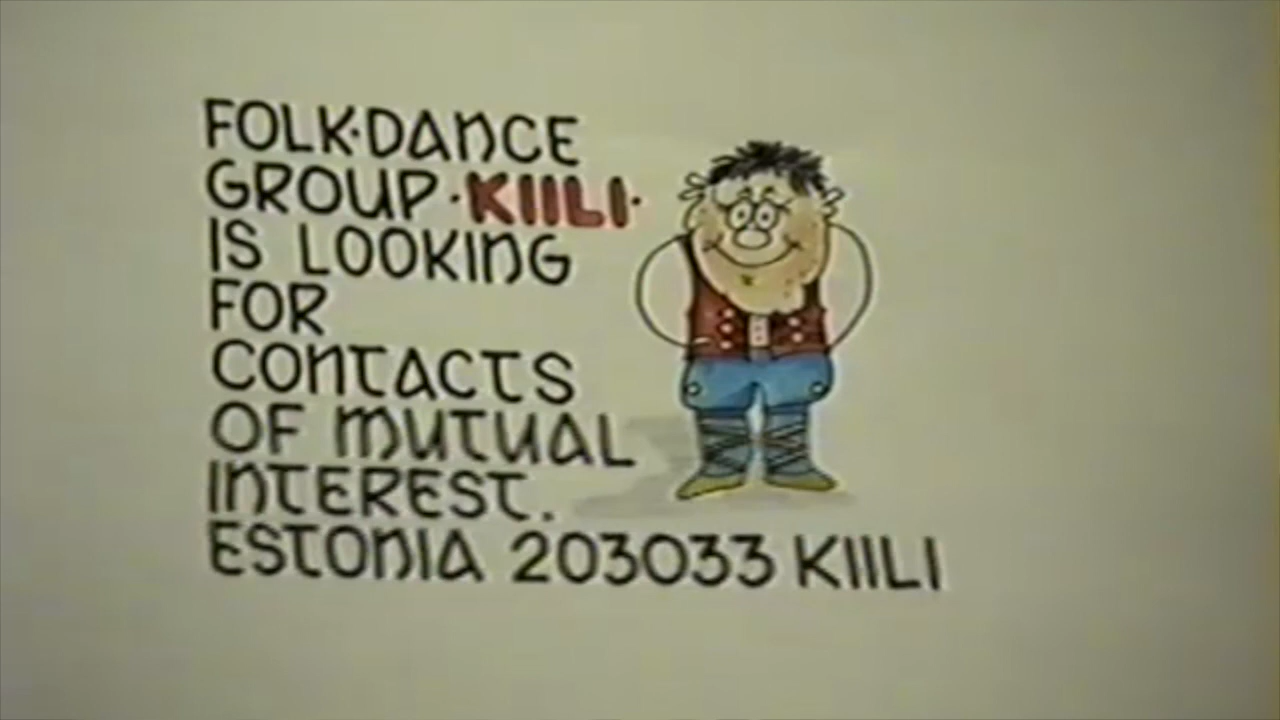 FOLK·DANCE
GROUP ·KIILI·
IS LOOKING
FOR
CONTACTS
OF MUTUAL
INTEREST.
ESTONIA 203033 KIILI